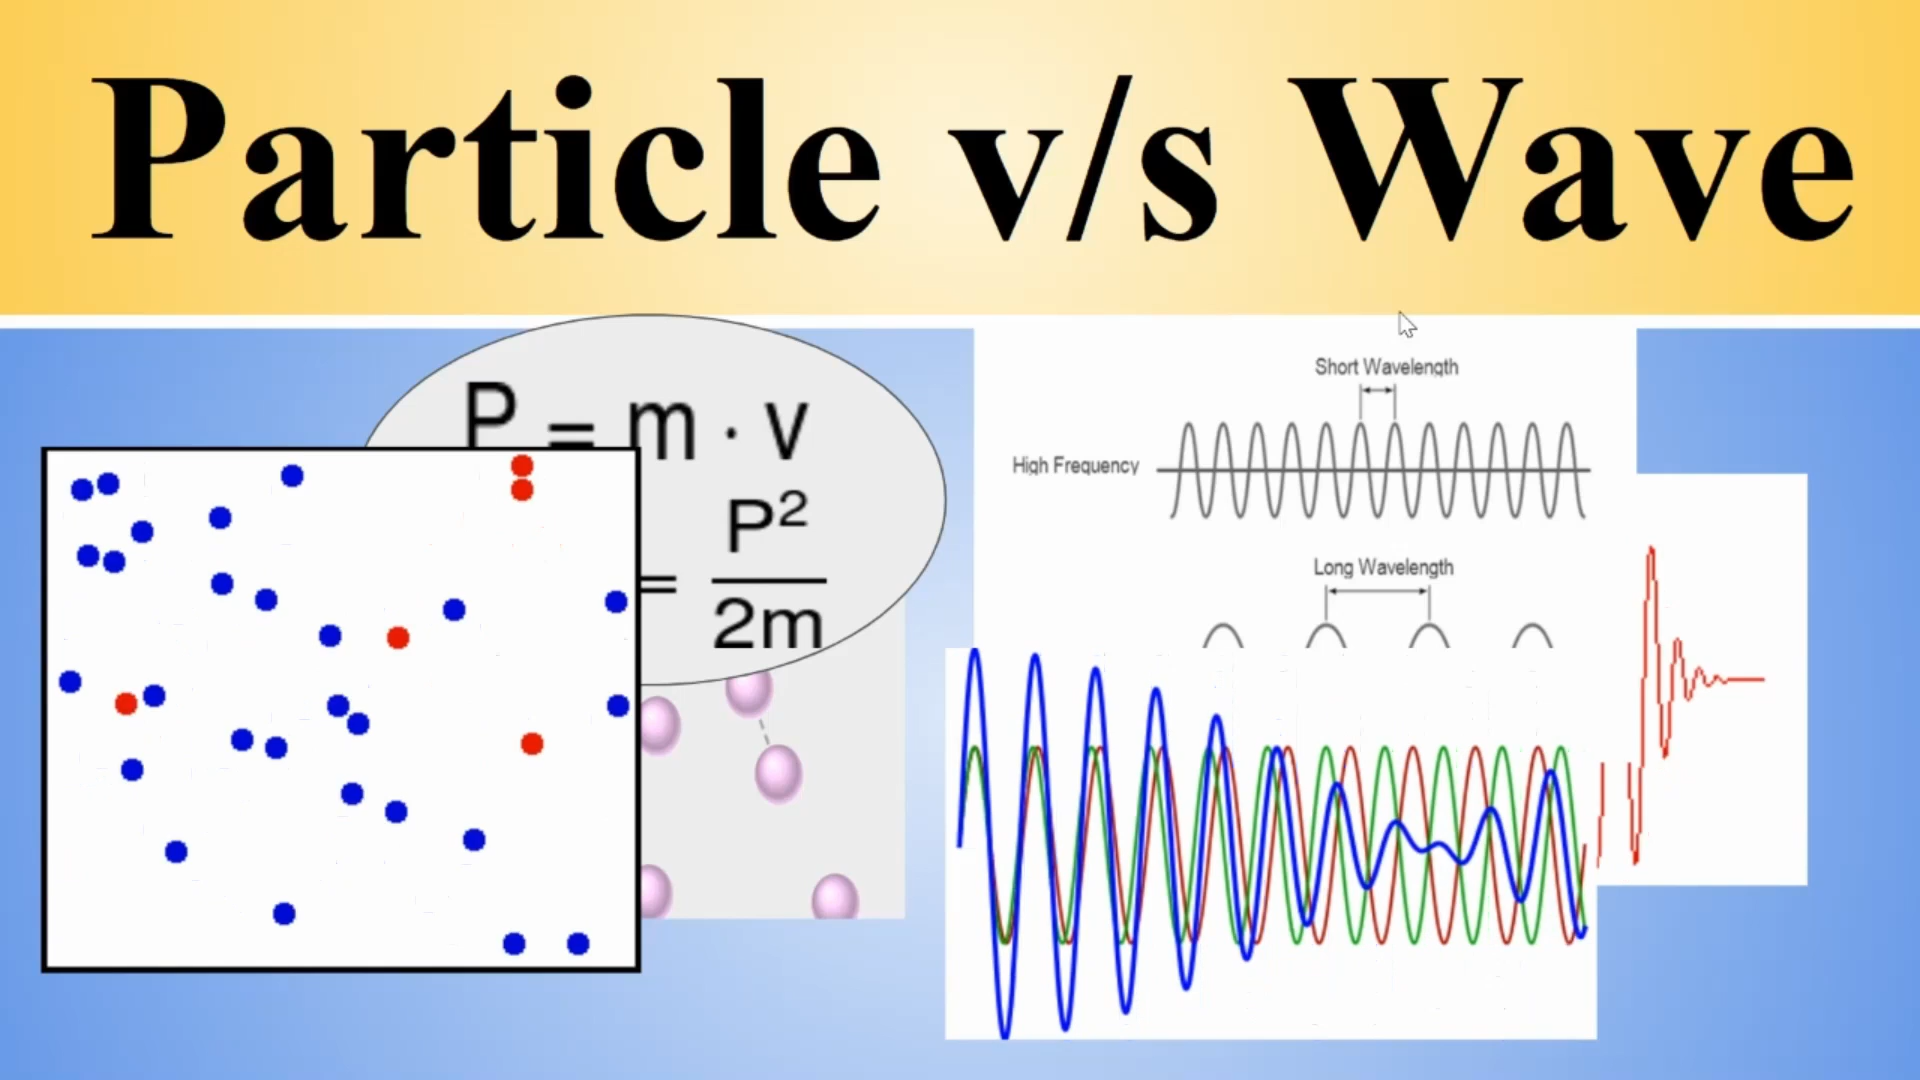 Particle v/s Wave
P = m · v
= P²
2m
Short Wavelength
High Frequency
Long Wavelength